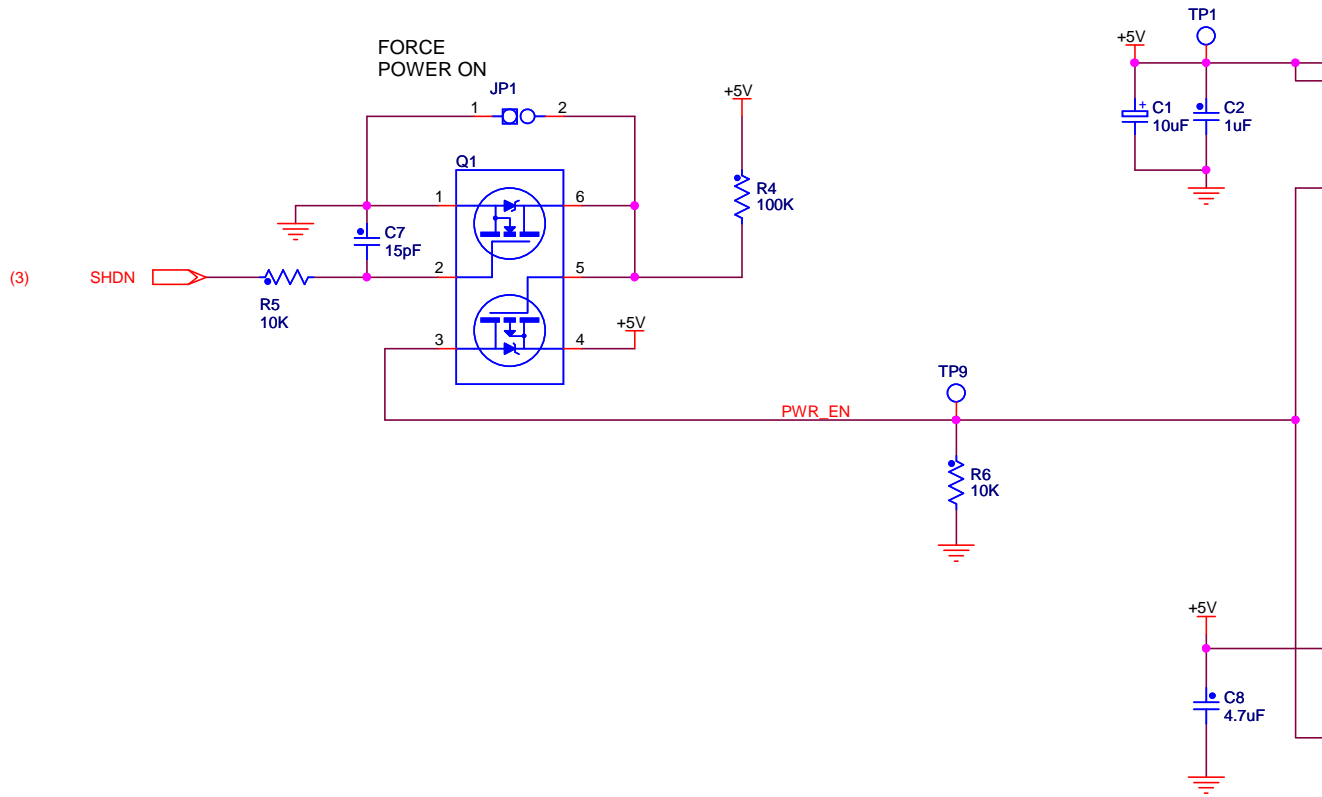 TP1
+5V
FORCE
POWER ON
JP1
1
2
+5V
+
C1
10uF
C2
1uF
Q1
1
6
R4
100K
C7
15pF
2
5
(3)
SHDN
R5
10K
+5V
3
4
TP9
PWR_EN
R6
10K
+5V
C8
4.7uF